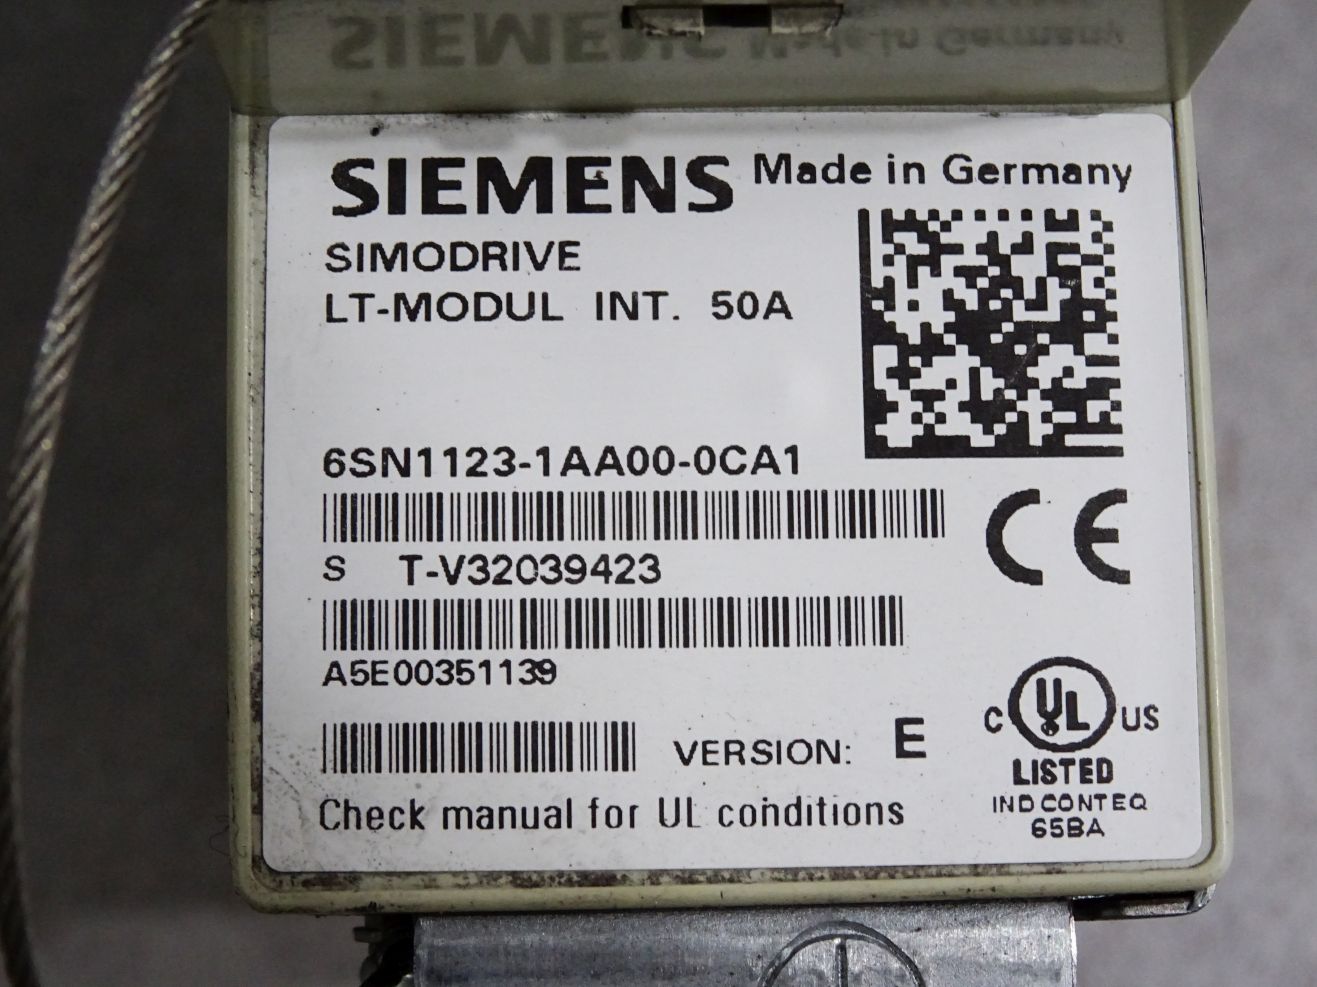 SIEMENS Made in Germany
SIMODRIVE
LT-MODUL INT. 50A
6SN1123-1AA00-0CA1
S T-V32039423
A5E00351139
VERSION: E
Check manual for UL conditions
CE
C UL US
LISTED
IND CONT EQ
65BA